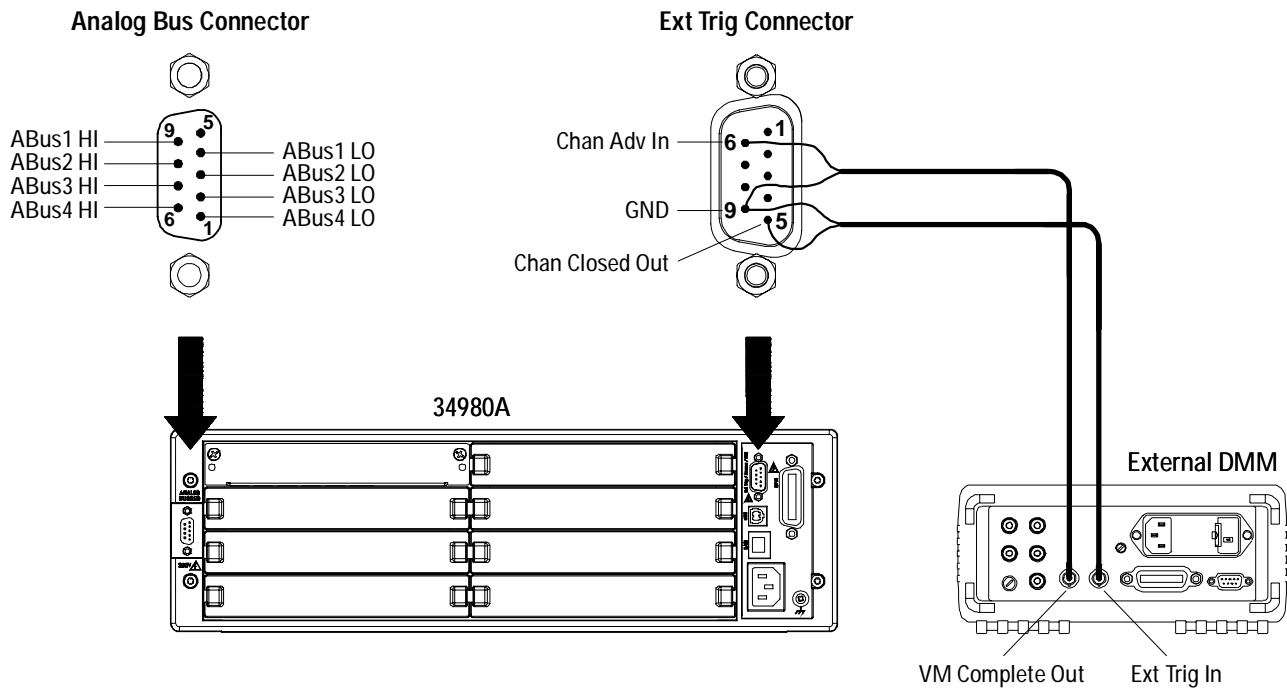 Analog Bus Connector
Ext Trig Connector
9
5
ABus1 HI
ABus2 HI
ABus3 HI
ABus4 HI
ABus1 LO
ABus2 LO
ABus3 LO
ABus4 LO
6
1
Chan Adv In
6
1
GND
9
5
Chan Closed Out
34980A
ANALOG
BUSSES
External DMM
VM Complete Out
Ext Trig In